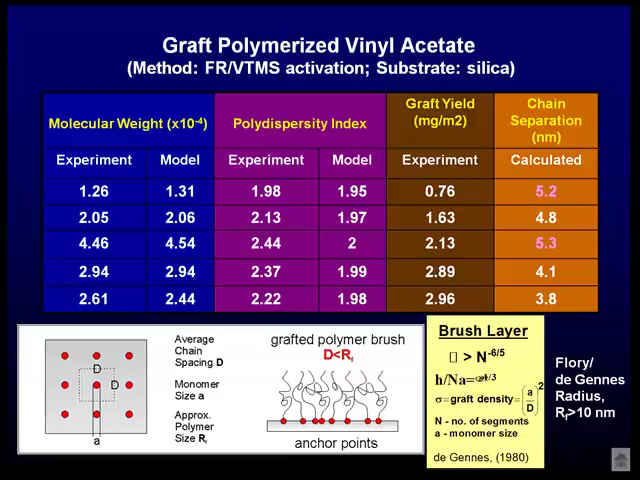 Graft Polymerized Vinyl Acetate
(Method: FR/VTMS activation; Substrate: silica)
Molecular Weight (x10⁻⁴) Polydispersity Index Graft Yield (mg/m2) Chain Separation (nm)
Experiment Model Experiment Model Experiment Calculated
1.26 1.31 1.98 1.95 0.76 5.2
2.05 2.06 2.13 1.97 1.63 4.8
4.46 4.54 2.44 2 2.13 5.3
2.94 2.94 2.37 1.99 2.89 4.1
2.61 2.44 2.22 1.98 2.96 3.8
D
D
a
Average
Chain
Spacing D
Monomer
Size a
Approx.
Polymer
Size Rf
grafted polymer brush
D<Rf
anchor points
Brush Layer
> N⁻⁶ᐟ⁵
h/Na= 1/3
σ=graft density=(a/D)²
N - no. of segments
a - monomer size
de Gennes, (1980)
Flory/
de Gennes
Radius,
Rf>10 nm